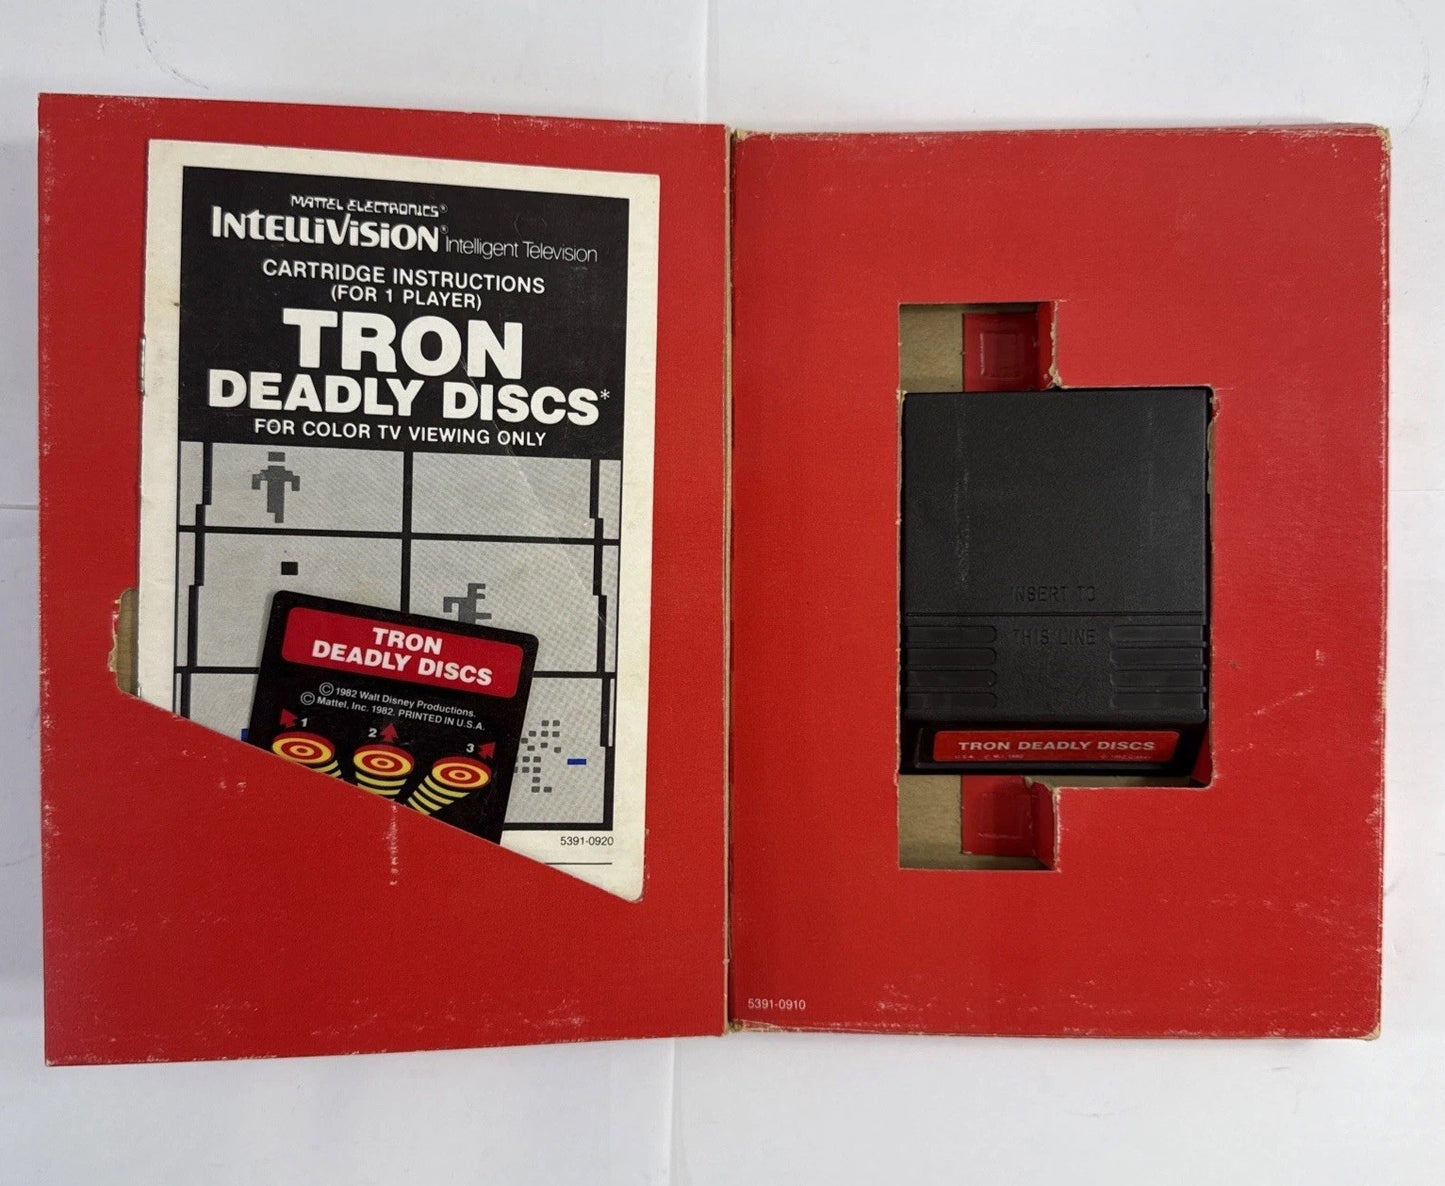 MATTEL ELECTRONICS®
INTELLIVISION® Intelligent Television
CARTRIDGE INSTRUCTIONS
(FOR 1 PLAYER)
TRON
DEADLY DISCS*
FOR COLOR TV VIEWING ONLY
TRON
DEADLY DISCS
© 1982 Walt Disney Productions.
© Mattel, Inc. 1982. PRINTED IN U.S.A.
1
2
3
5391-0920
INSERT TO
THIS LINE
TRON DEADLY DISCS
5391-0910